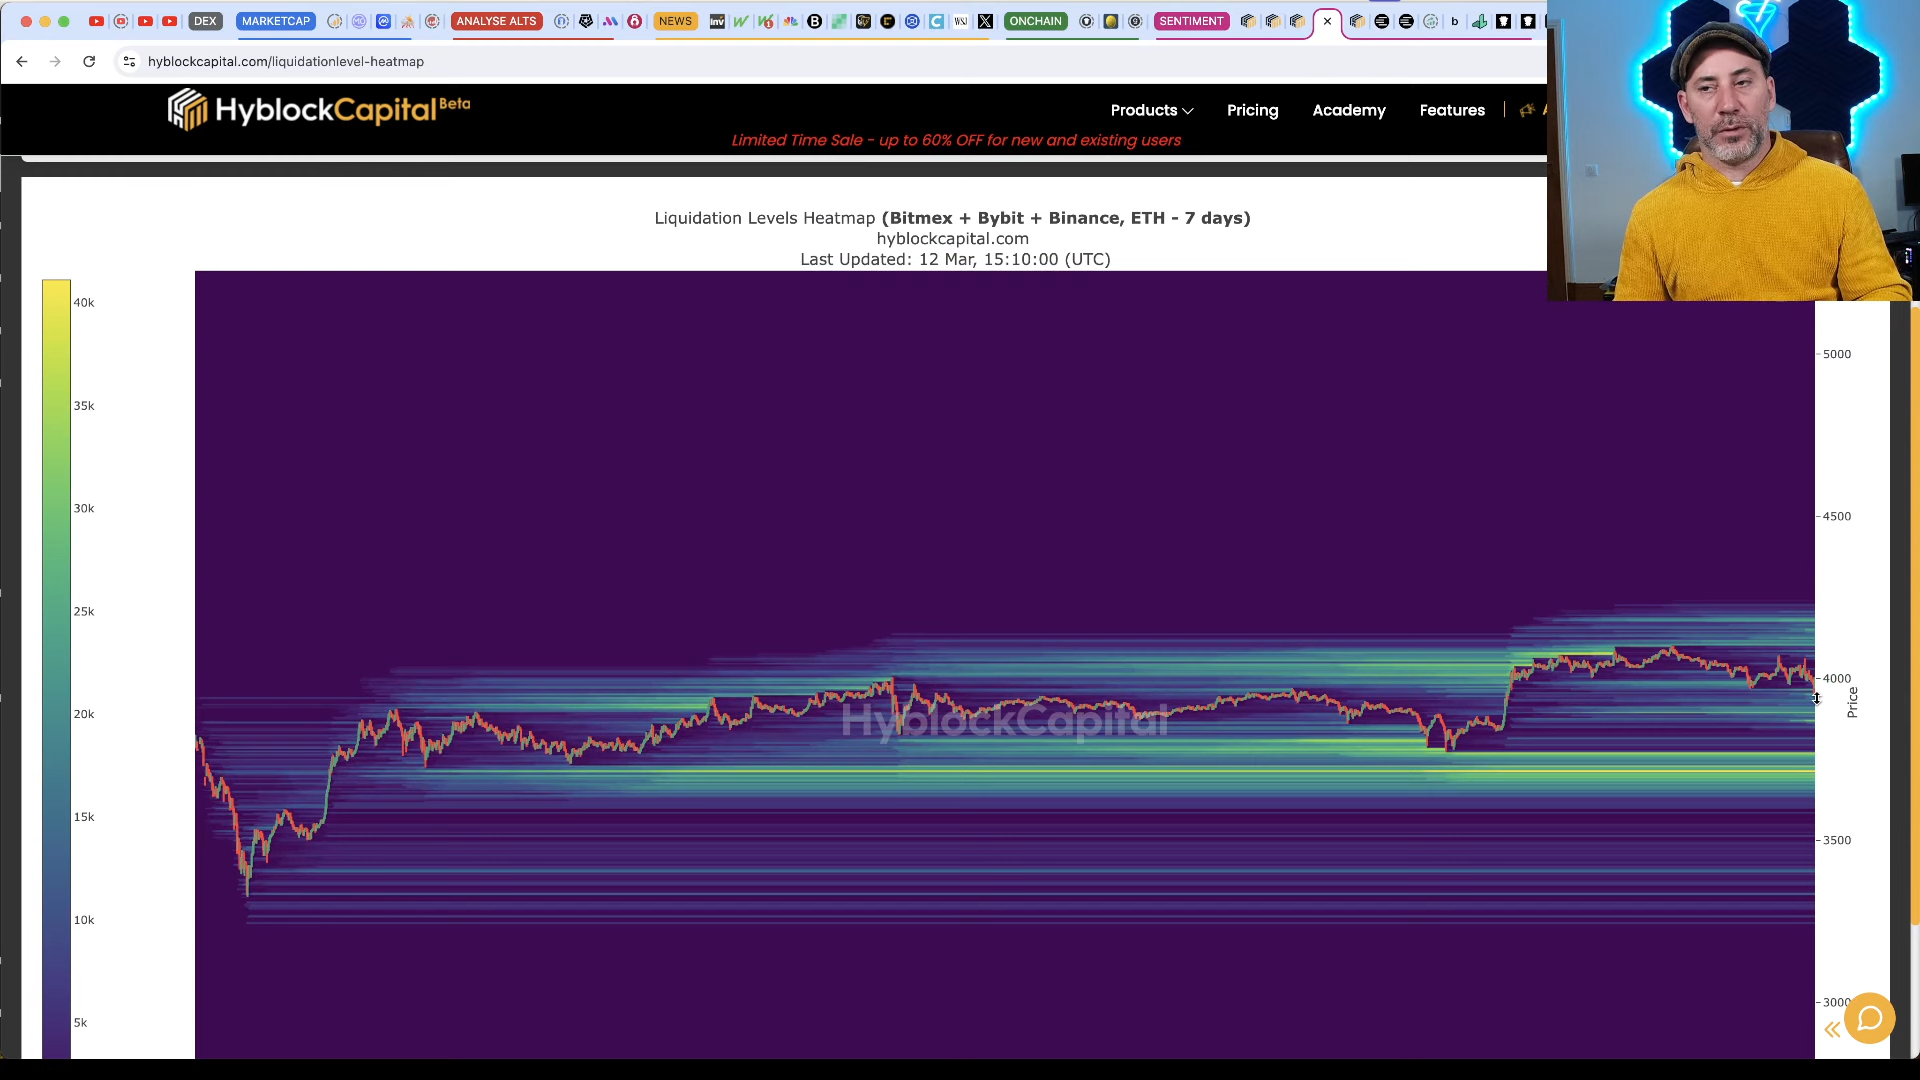 DEX
MARKETCAP
ANALYSE ALTS
NEWS
ONCHAIN
SENTIMENT
hyblockcapital.com/liquidationlevel-heatmap
HyblockCapital Beta
Products
Pricing
Academy
Features
Limited Time Sale - up to 60% OFF for new and existing users
Liquidation Levels Heatmap (Bitmex + Bybit + Binance, ETH - 7 days)
hyblockcapital.com
Last Updated: 12 Mar, 15:10:00 (UTC)
40k
35k
30k
25k
20k
15k
10k
5k
HyblockCapital
5000
4500
4000
3500
3000
Price